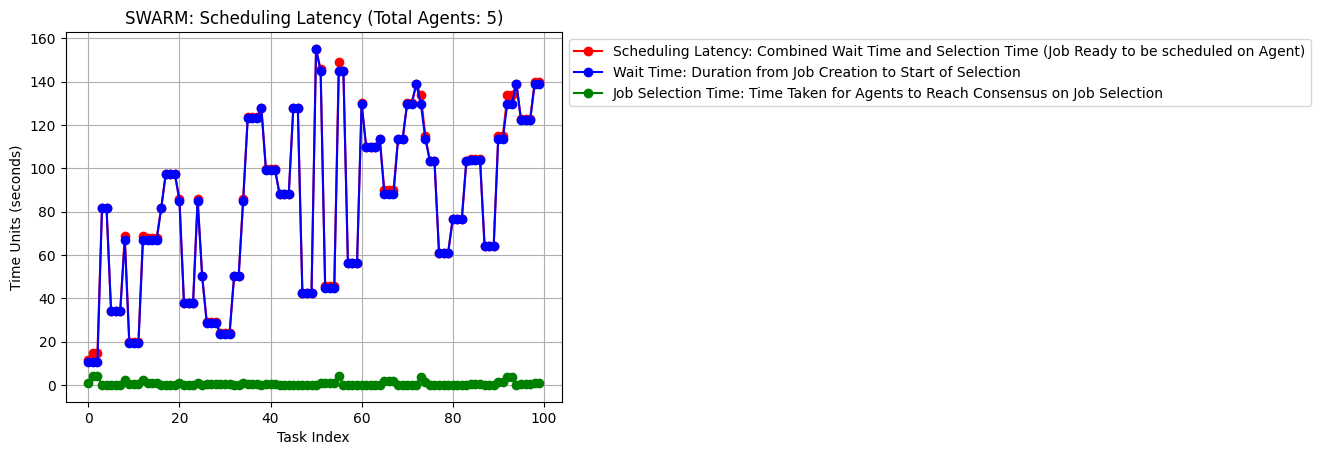 SWARM: Scheduling Latency (Total Agents: 5)
Scheduling Latency: Combined Wait Time and Selection Time (Job Ready to be scheduled on Agent)
Wait Time: Duration from Job Creation to Start of Selection
Job Selection Time: Time Taken for Agents to Reach Consensus on Job Selection
Time Units (seconds)
160
140
120
100
80
60
40
20
0
0 20 40 60 80 100
Task Index